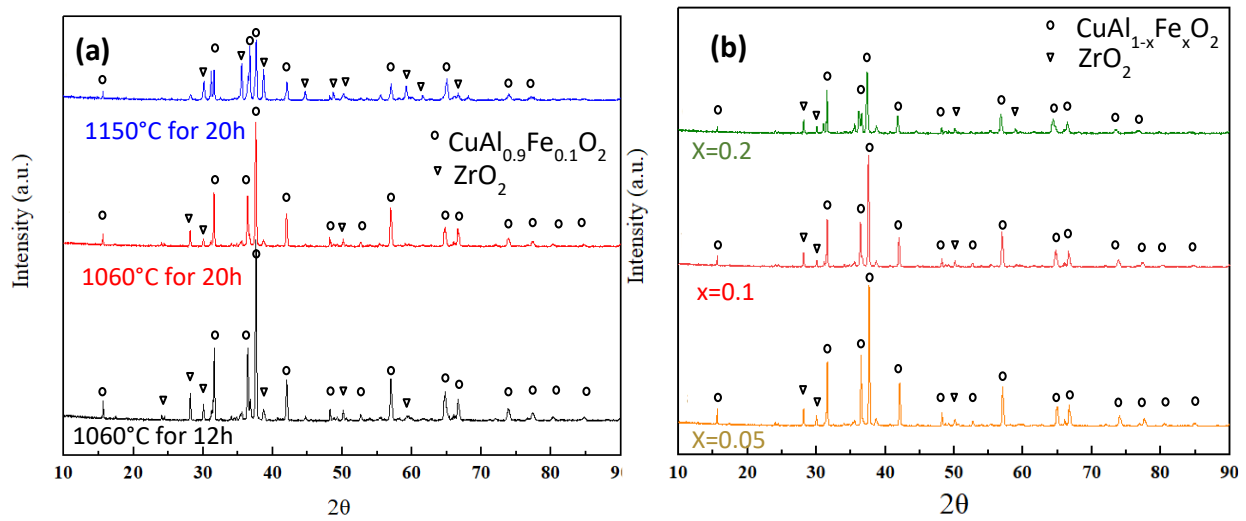 (a)
ZrO2
1150°C for 20h
CuAl0.9Fe0.1O2
ZrO2
1060°C for 20h
1060°C for 12h
Intensity (a.u.)
10 20 30 40 50 60 70 80 90
2θ
(b)
CuAl1-xFexO2
ZrO2
X=0.2
x=0.1
X=0.05
Intensity (a.u.)
10 20 30 40 50 60 70 80 90
2θ